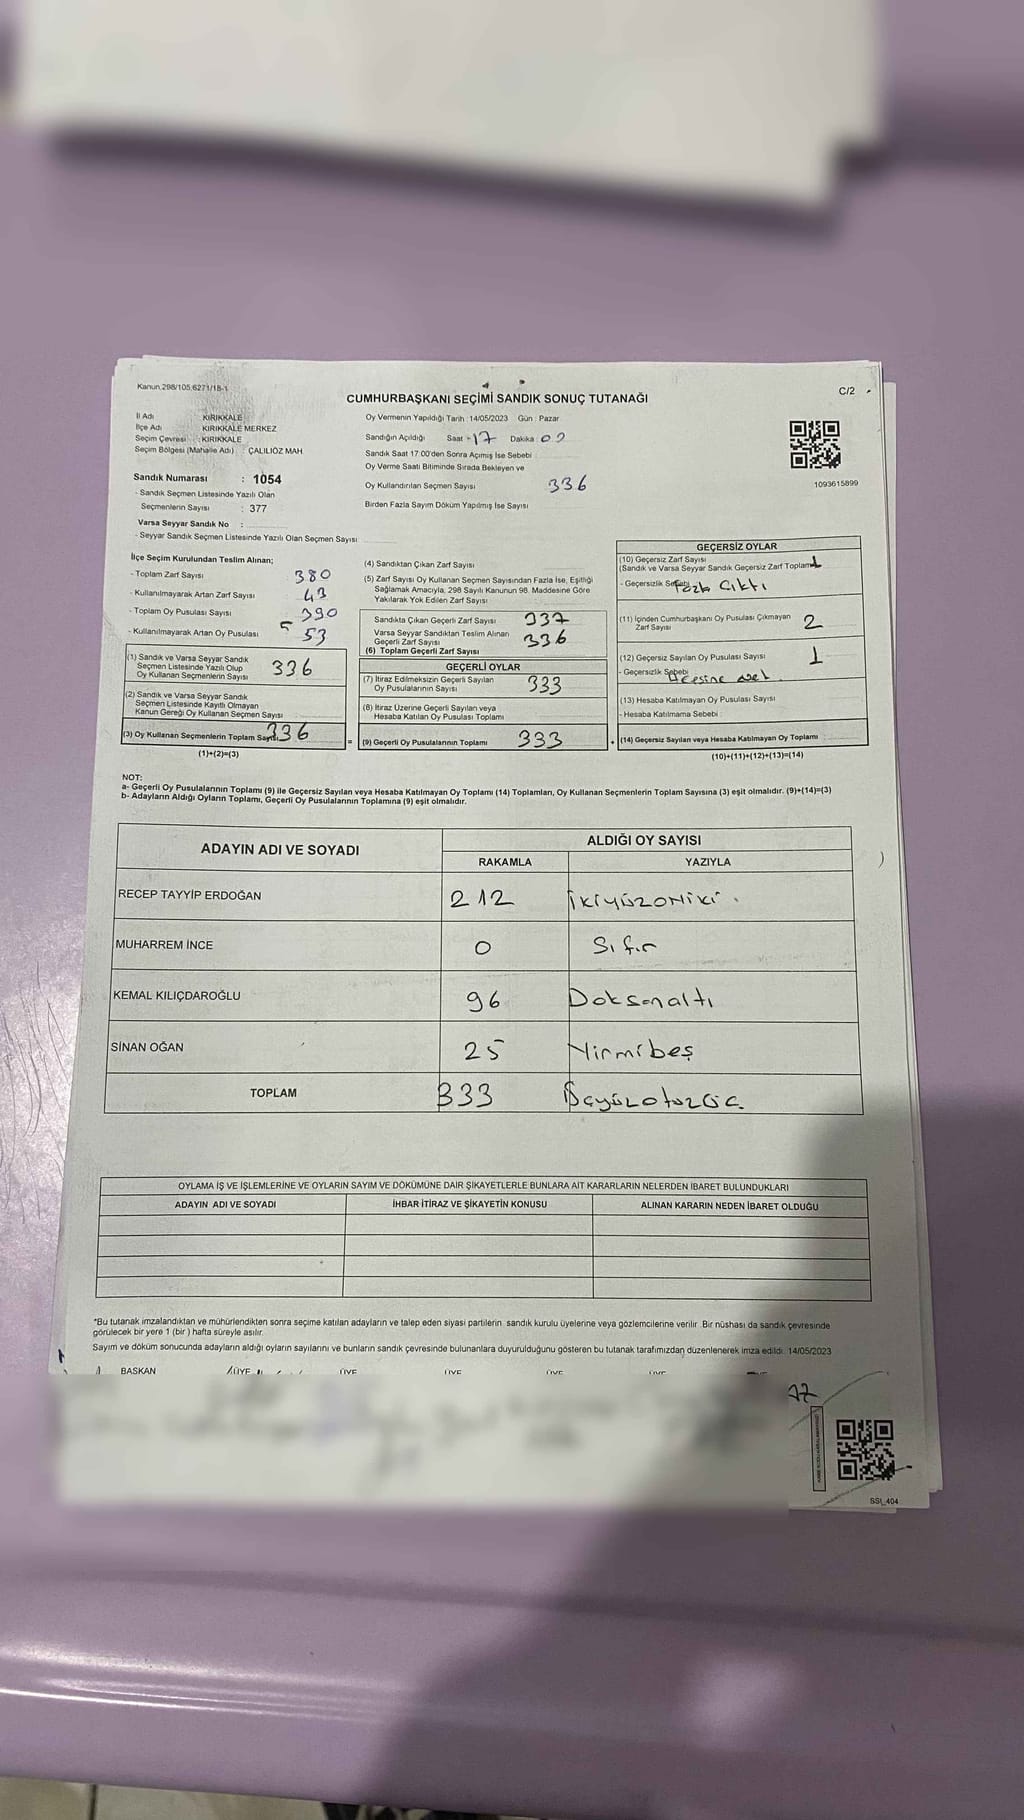 Kanun.298/105,6271/18-1
C/2
CUMHURBAŞKANI SEÇİMİ SANDIK SONUÇ TUTANAĞI
İl Adı KIRIKKALE
İlçe Adı KIRIKKALE MERKEZ
Seçim Çevresi : KIRIKKALE
Seçim Bölgesi (Mahalle Adı) : ÇALILIÖZ MAH
Sandık Numarası : 1054
- Sandık Seçmen Listesinde Yazılı Olan
Seçmenlerin Sayısı : 377
Varsa Seyyar Sandık No :
- Seyyar Sandık Seçmen Listesinde Yazılı Olan Seçmen Sayısı:
Oy Vermenin Yapıldığı Tarih : 14/05/2023 Gün : Pazar
Sandığın Açıldığı Saat 17 Dakika 02
Sandık Saat 17.00'den Sonra Açımış İse Sebebi
Oy Verme Saati Bitiminde Sırada Bekleyen ve
Oy Kullandırılan Seçmen Sayısı 336
Birden Fazla Sayım Döküm Yapılmış İse Sayısı
1093615899
İlçe Seçim Kurulundan Teslim Alınan;
- Toplam Zarf Sayısı 380
- Kullanılmayarak Artan Zarf Sayısı 43
- Toplam Oy Pusulası Sayısı 390
- Kullanılmayarak Artan Oy Pusulası 53
(1) Sandık ve Varsa Seyyar Sandık
Seçmen Listesinde Yazılı Olup
Oy Kullanan Seçmenlerin Sayısı 336
(2) Sandık ve Varsa Seyyar Sandık
Seçmen Listesinde Kayıtlı Olmayan
Kanun Gereği Oy Kullanan Seçmen Sayısı
(3) Oy Kullanan Seçmenlerin Toplam Sayısı 336
(1)+(2)=(3)
(4) Sandıktan Çıkan Zarf Sayısı
(5) Zarf Sayısı Oy Kullanan Seçmen Sayısından Fazla İse, Eşitliği
Sağlamak Amacıyla, 298 Sayılı Kanunun 98. Maddesine Göre
Yakılarak Yok Edilen Zarf Sayısı
Sandıkta Çıkan Geçerli Zarf Sayısı 337
Varsa Seyyar Sandıktan Teslim Alınan
Geçerli Zarf Sayısı 336
(6) Toplam Geçerli Zarf Sayısı
GEÇERLİ OYLAR
(7) İtiraz Edilmeksizin Geçerli Sayılan
Oy Pusulalarının Sayısı 333
(8) İtiraz Üzerine Geçerli Sayılan veya
Hesaba Katılan Oy Pusulası Toplamı
= (9) Geçerli Oy Pusulalarının Toplamı 333 +
GEÇERSİZ OYLAR
(10) Geçersiz Zarf Sayısı
(Sandık ve Varsa Seyyar Sandık Geçersiz Zarf Toplamı) 1
- Geçersizlik Sebebi Fazla Çıktı
(11) İçinden Cumhurbaşkanı Oy Pusulası Çıkmayan
Zarf Sayısı 2
(12) Geçersiz Sayılan Oy Pusulası Sayısı 1
- Geçersizlik Sebebi
(13) Hesaba Katılmayan Oy Pusulası Sayısı
- Hesaba Katılmama Sebebi :
(14) Geçersiz Sayılan veya Hesaba Katılmayan Oy Toplamı
(10)+(11)+(12)+(13)=(14)
NOT:
a- Geçerli Oy Pusulalarının Toplamı (9) ile Geçersiz Sayılan veya Hesaba Katılmayan Oy Toplamı (14) Toplamları, Oy Kullanan Seçmenlerin Toplam Sayısına (3) eşit olmalıdır. (9)+(14)=(3)
b- Adayların Aldığı Oyların Toplamı, Geçerli Oy Pusulalarının Toplamına (9) eşit olmalıdır.
ADAYIN ADI VE SOYADI
ALDIĞI OY SAYISI
RAKAMLA YAZIYLA
RECEP TAYYİP ERDOĞAN 212 İkiyüzoniki
MUHARREM İNCE 0 Sıfır
KEMAL KILIÇDAROĞLU 96 Doksanaltı
SİNAN OĞAN 25 Yirmibeş
TOPLAM 333 Üçyüzotuzüç
OYLAMA İŞ VE İŞLEMLERİNE VE OYLARIN SAYIM VE DÖKÜMÜNE DAİR ŞİKAYETLERLE BUNLARA AİT KARARLARIN NELERDEN İBARET BULUNDUKLARI
ADAYIN ADI VE SOYADI İHBAR İTİRAZ VE ŞİKAYETİN KONUSU ALINAN KARARIN NEDEN İBARET OLDUĞU
*Bu tutanak imzalandıktan ve mühürlendikten sonra seçime katılan adayların ve talep eden siyasi partilerin sandık kurulu üyelerine veya gözlemcilerine verilir. Bir nüshası da sandık çevresinde
görülecek bir yere 1 (bir) hafta süreyle asılır.
Sayım ve döküm sonucunda adayların aldığı oyların sayılarını ve bunların sandık çevresinde bulunanlara duyurulduğunu gösteren bu tutanak tarafımızdan düzenlenerek imza edildi. 14/05/2023
BAŞKAN ÜYE ÜYE ÜYE ÜYE ÜYE
SSI_404